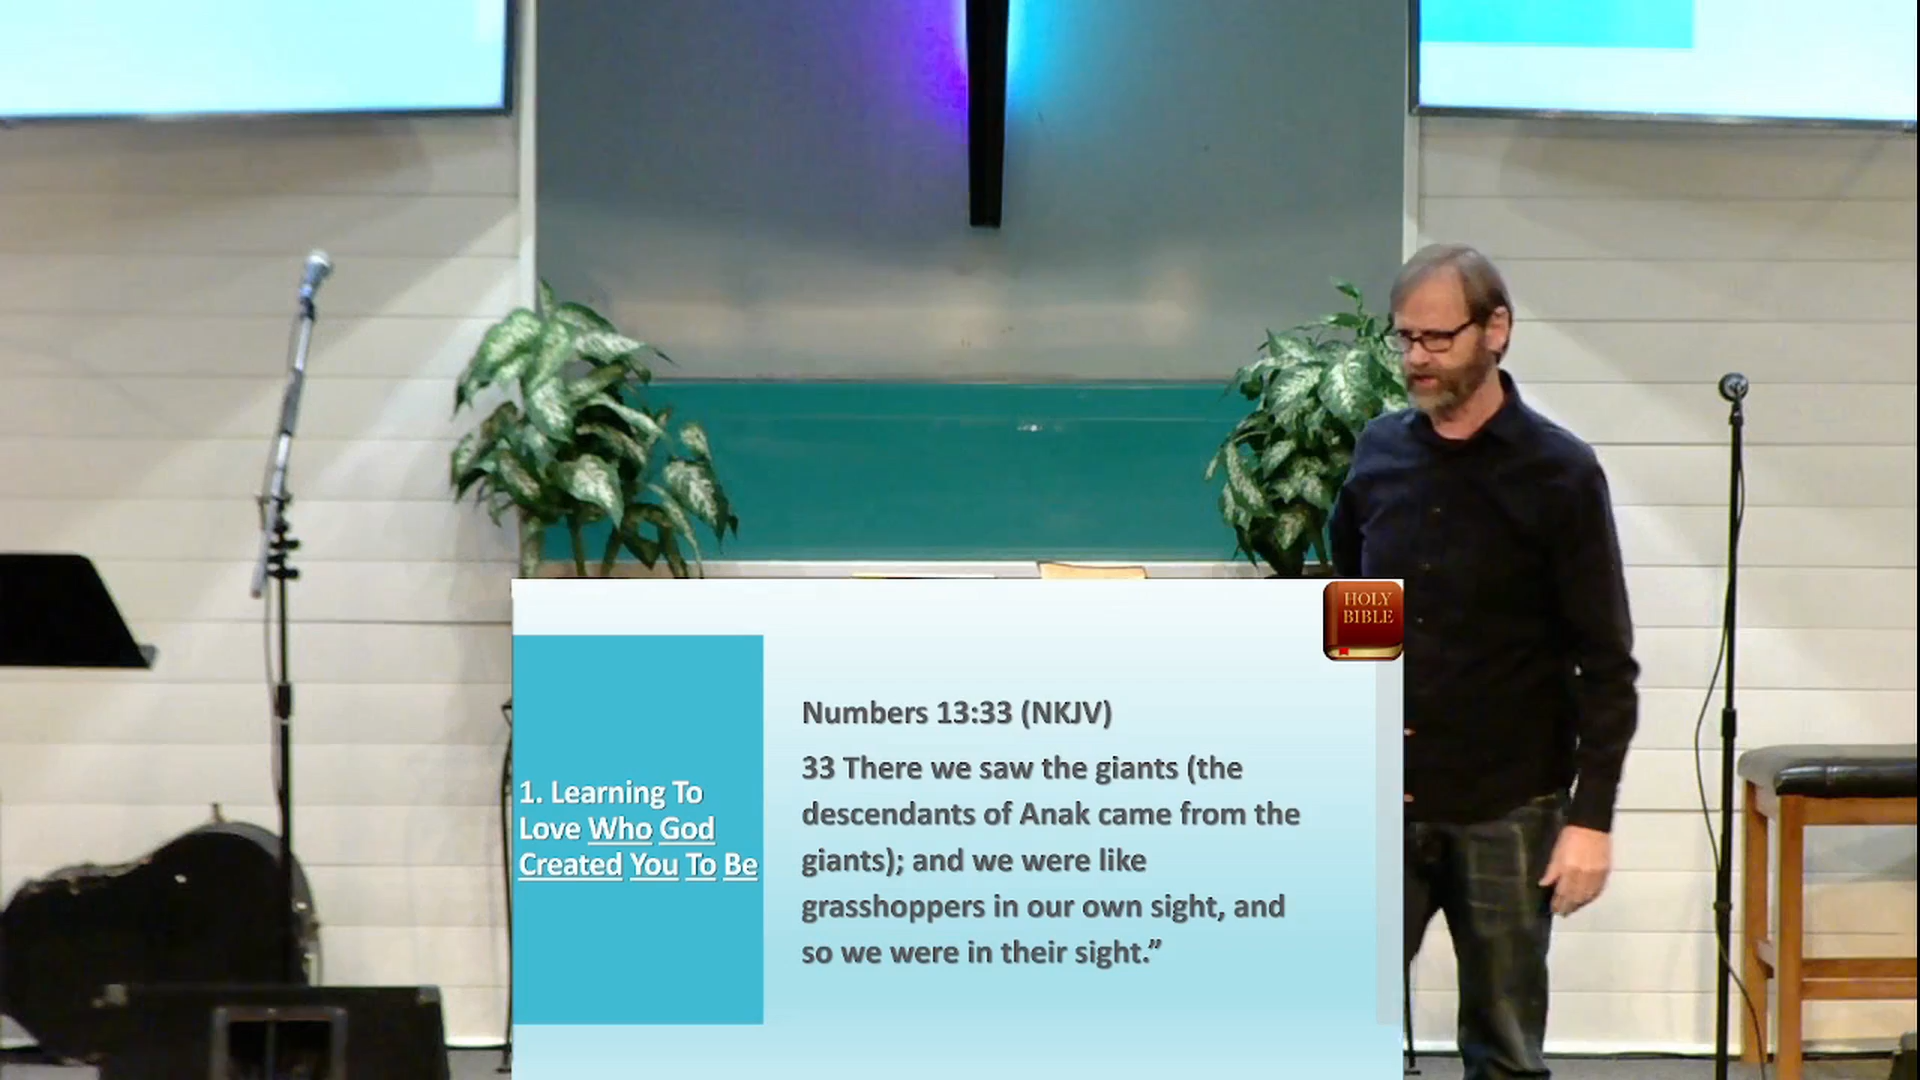 HOLY
BIBLE
Numbers 13:33 (NKJV)
33 There we saw the giants (the
descendants of Anak came from the
giants); and we were like
grasshoppers in our own sight, and
so we were in their sight.”
1. Learning To
Love Who God
Created You To Be